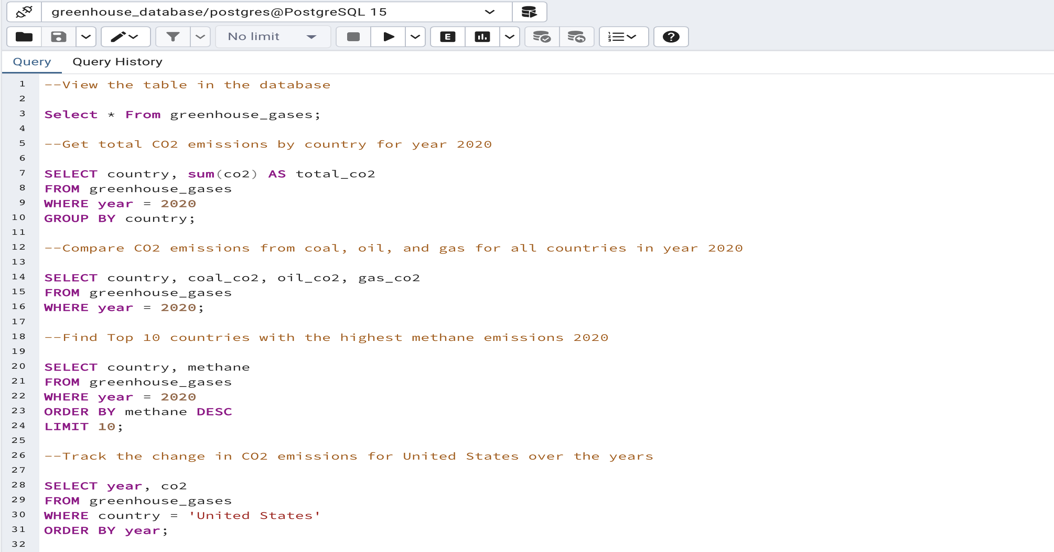 greenhouse_database/postgres@PostgreSQL 15
No limit
E
Query Query History
1 --View the table in the database
2
3 Select * From greenhouse_gases;
4
5 --Get total CO2 emissions by country for year 2020
6
7 SELECT country, sum(co2) AS total_co2
8 FROM greenhouse_gases
9 WHERE year = 2020
10 GROUP BY country;
11
12 --Compare CO2 emissions from coal, oil, and gas for all countries in year 2020
13
14 SELECT country, coal_co2, oil_co2, gas_co2
15 FROM greenhouse_gases
16 WHERE year = 2020;
17
18 --Find Top 10 countries with the highest methane emissions 2020
19
20 SELECT country, methane
21 FROM greenhouse_gases
22 WHERE year = 2020
23 ORDER BY methane DESC
24 LIMIT 10;
25
26 --Track the change in CO2 emissions for United States over the years
27
28 SELECT year, co2
29 FROM greenhouse_gases
30 WHERE country = 'United States'
31 ORDER BY year;
32